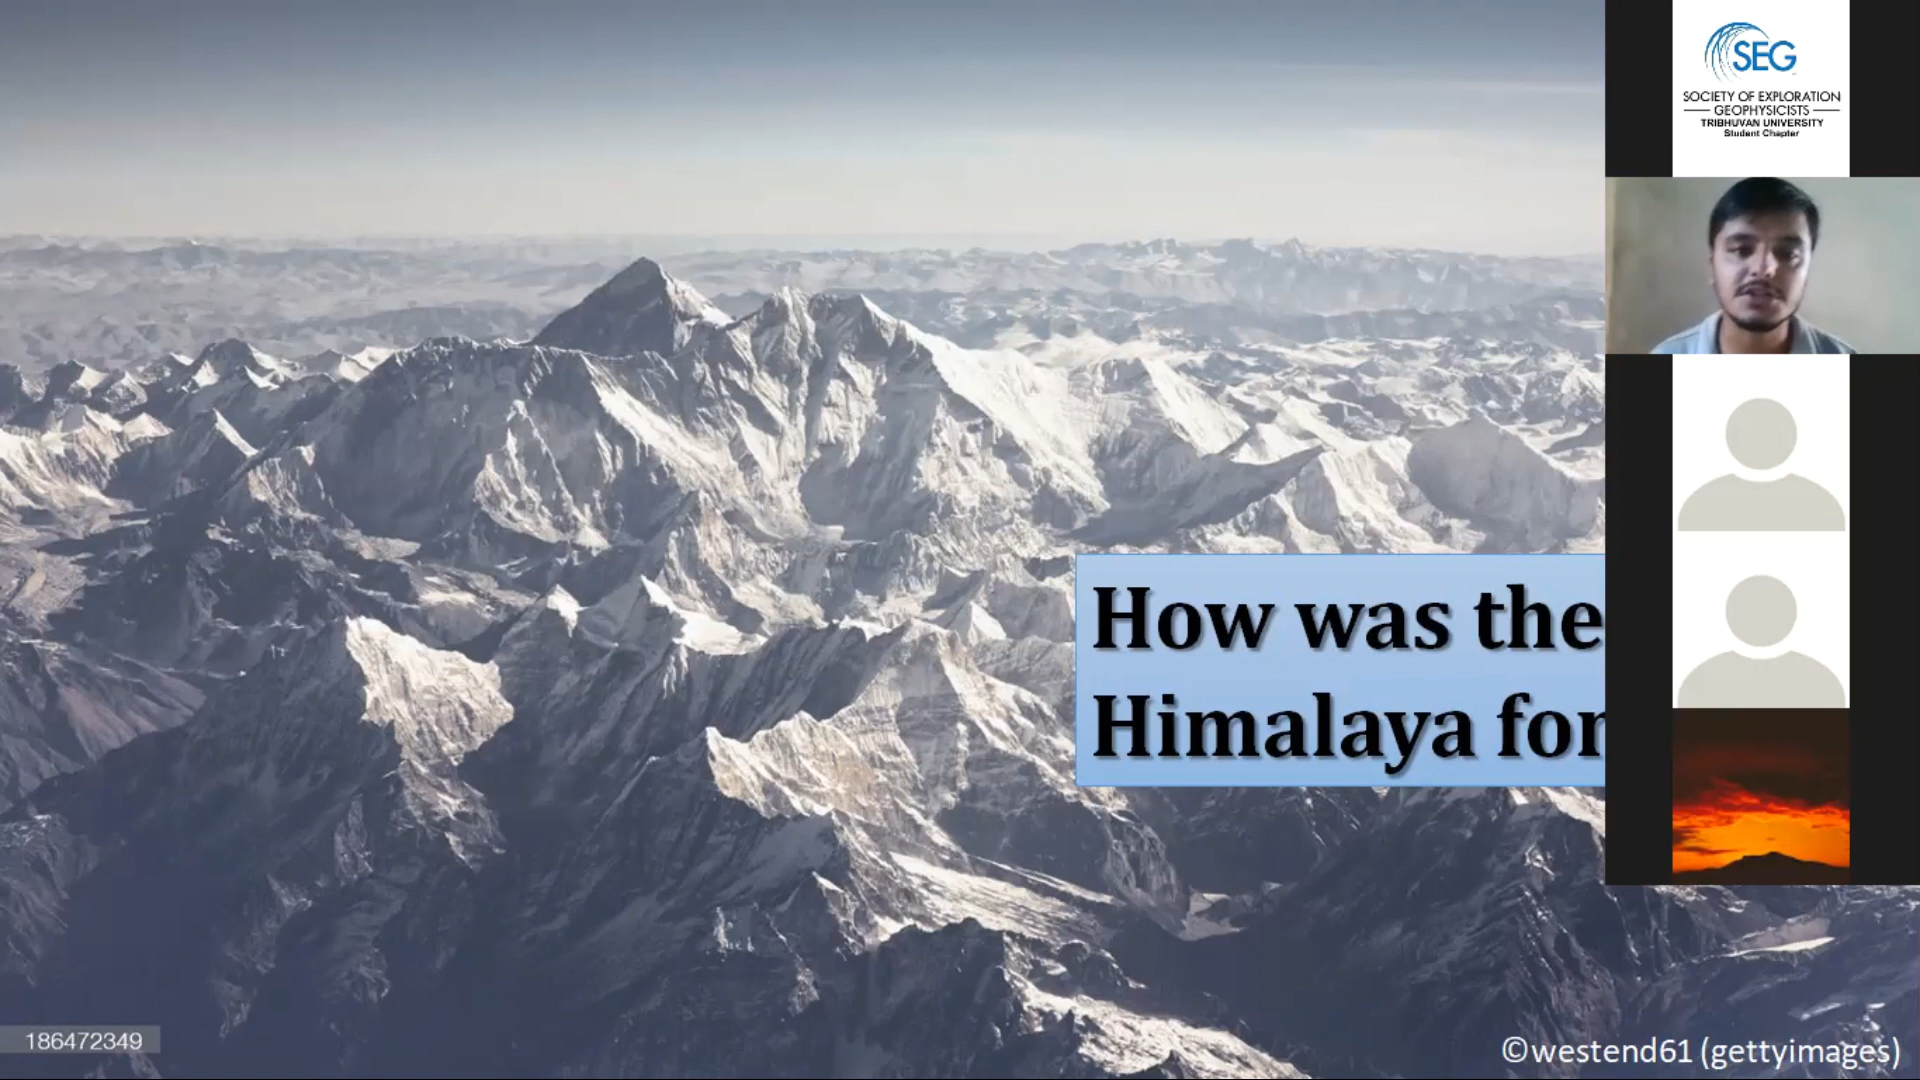 SEG
SOCIETY OF EXPLORATION
GEOPHYSICISTS
TRIBHUVAN UNIVERSITY
Student Chapter
How was the
Himalaya for
186472349
©westend61 (gettyimages)